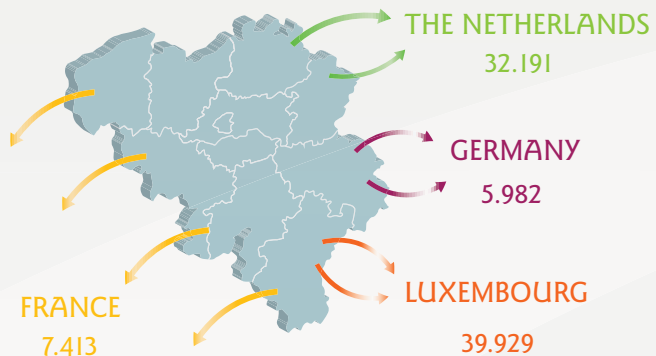 THE NETHERLANDS
32.191
GERMANY
5.982
LUXEMBOURG
39.929
FRANCE
7.413